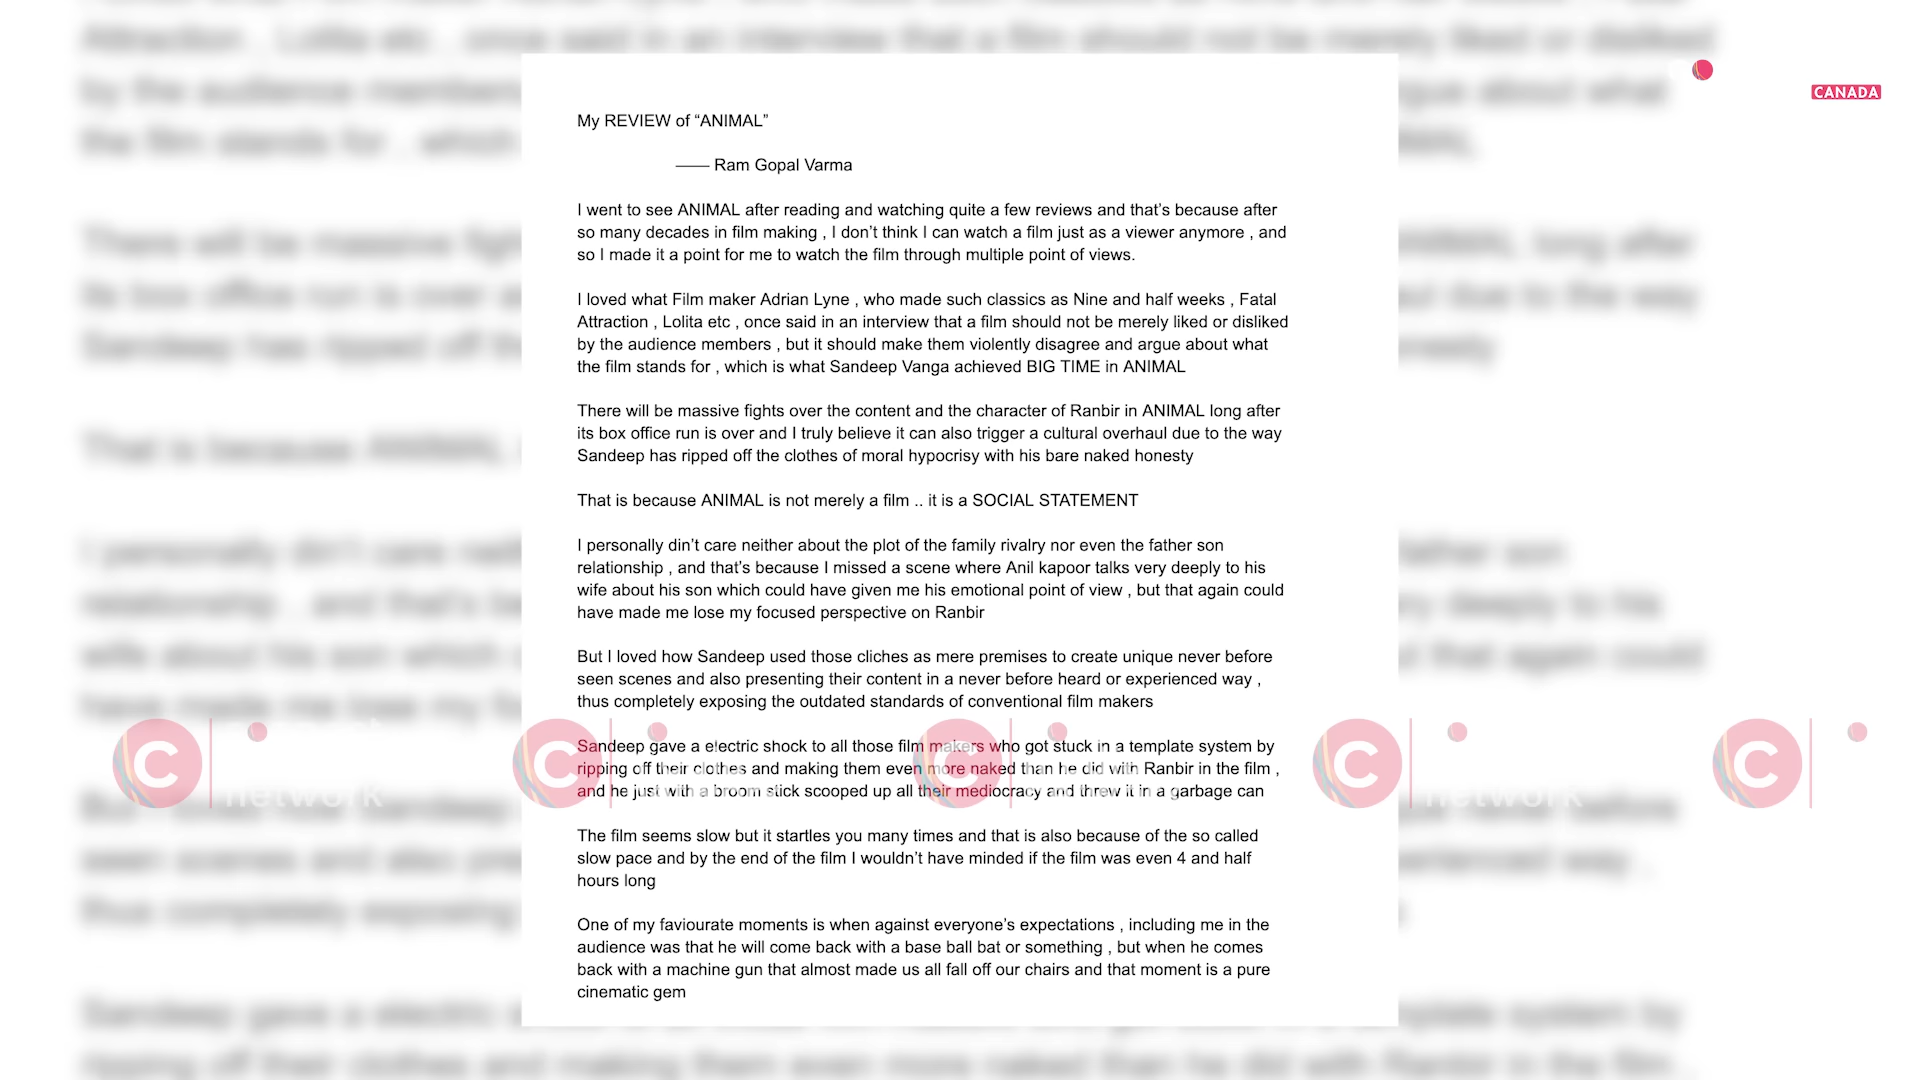 CANADA
My REVIEW of “ANIMAL”
—— Ram Gopal Varma
I went to see ANIMAL after reading and watching quite a few reviews and that’s because after
so many decades in film making , I don’t think I can watch a film just as a viewer anymore , and
so I made it a point for me to watch the film through multiple point of views.
I loved what Film maker Adrian Lyne , who made such classics as Nine and half weeks , Fatal
Attraction , Lolita etc , once said in an interview that a film should not be merely liked or disliked
by the audience members , but it should make them violently disagree and argue about what
the film stands for , which is what Sandeep Vanga achieved BIG TIME in ANIMAL
There will be massive fights over the content and the character of Ranbir in ANIMAL long after
its box office run is over and I truly believe it can also trigger a cultural overhaul due to the way
Sandeep has ripped off the clothes of moral hypocrisy with his bare naked honesty
That is because ANIMAL is not merely a film .. it is a SOCIAL STATEMENT
I personally din’t care neither about the plot of the family rivalry nor even the father son
relationship , and that’s because I missed a scene where Anil kapoor talks very deeply to his
wife about his son which could have given me his emotional point of view , but that again could
have made me lose my focused perspective on Ranbir
But I loved how Sandeep used those cliches as mere premises to create unique never before
seen scenes and also presenting their content in a never before heard or experienced way ,
thus completely exposing the outdated standards of conventional film makers
Sandeep gave a electric shock to all those film makers who got stuck in a template system by
ripping off their clothes and making them even more naked than he did with Ranbir in the film ,
and he just with a broom stick scooped up all their mediocracy and threw it in a garbage can
The film seems slow but it startles you many times and that is also because of the so called
slow pace and by the end of the film I wouldn’t have minded if the film was even 4 and half
hours long
One of my faviourate moments is when against everyone’s expectations , including me in the
audience was that he will come back with a base ball bat or something , but when he comes
back with a machine gun that almost made us all fall off our chairs and that moment is a pure
cinematic gem
network
network